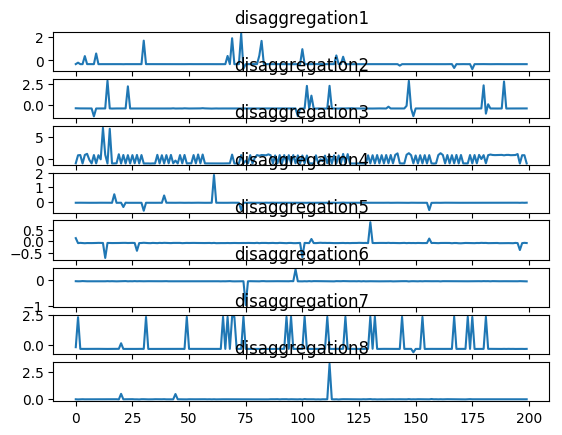 disaggregation1
2
0
disaggregation2
2.5
0.0
disaggregation3
5
0
disaggregation4
2
1
0
disaggregation5
0.5
0.0
−0.5
disaggregation6
0
−1
disaggregation7
2.5
0.0
disaggregation8
2.5
0.0
0 25 50 75 100 125 150 175 200